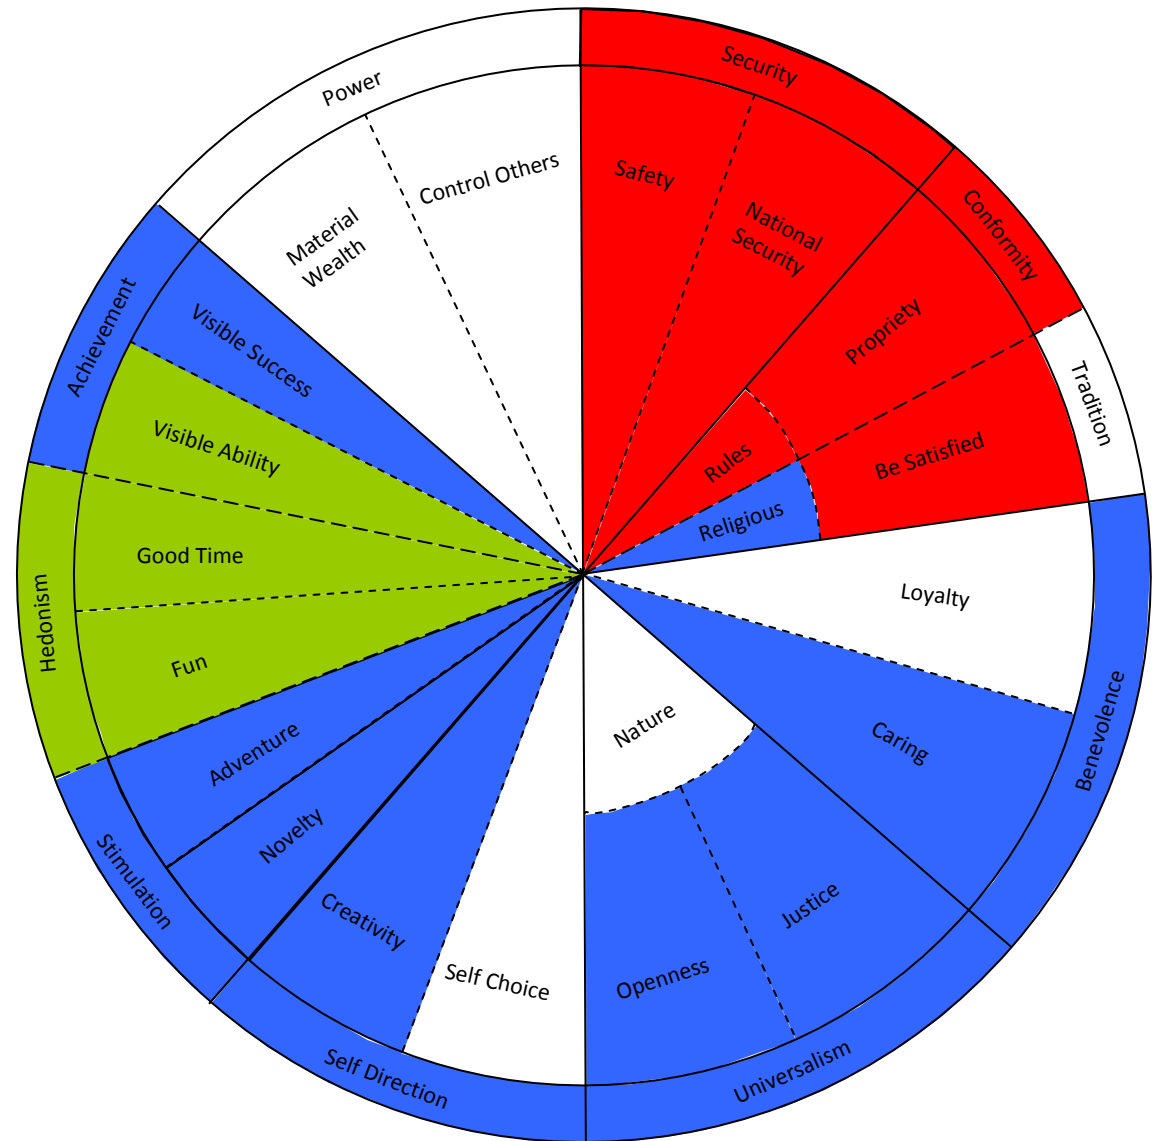 Power
Security
Conformity
Tradition
Benevolence
Universalism
Self Direction
Stimulation
Hedonism
Achievement
Control Others
Material
Wealth
Safety
National
Security
Propriety
Rules
Be Satisfied
Religious
Loyalty
Caring
Nature
Justice
Openness
Self Choice
Creativity
Novelty
Adventure
Fun
Good Time
Visible Ability
Visible Success